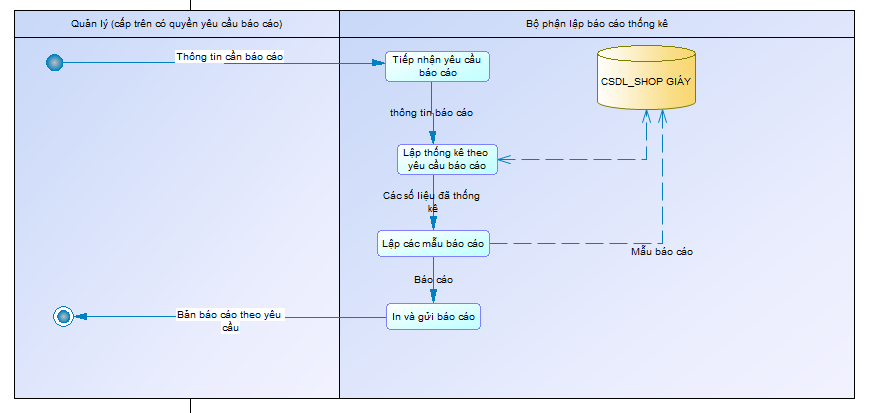 Quản lý (cấp trên có quyền yêu cầu báo cáo)
Bộ phận lập báo cáo thống kê
Thông tin cần báo cáo
Tiếp nhận yêu cầu
báo cáo
CSDL_SHOP GIÀY
thông tin báo cáo
Lập thống kê theo
yêu cầu báo cáo
Các số liệu đã thống
kê
Lập các mẫu báo cáo
Mẫu báo cáo
Báo cáo
Bản báo cáo theo yêu
cầu
In và gửi báo cáo